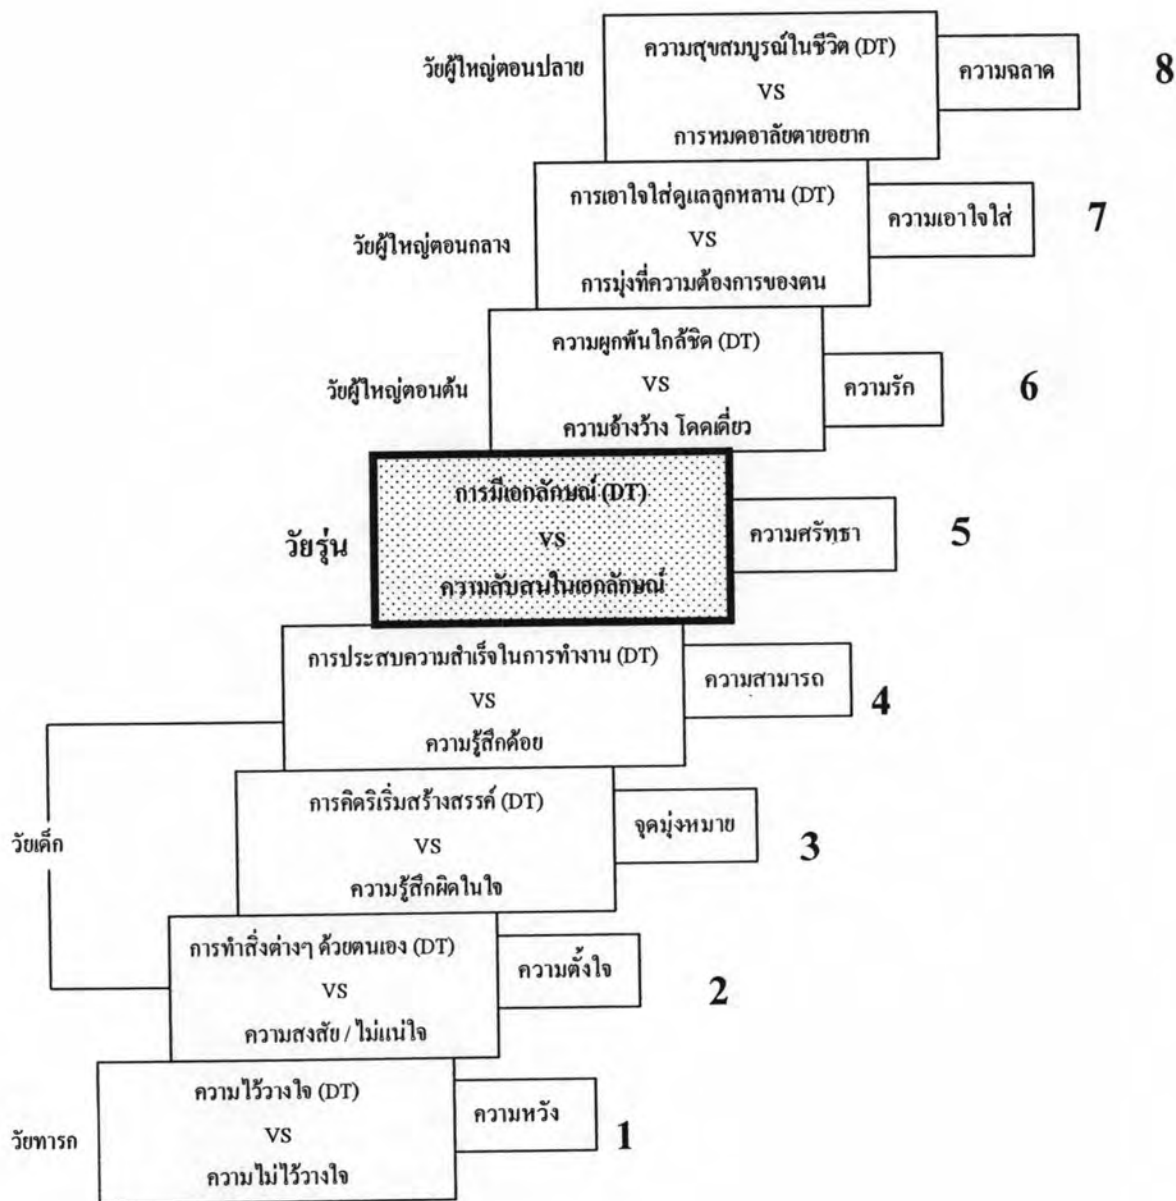 ความสุขสมบูรณ์ในชีวิต (DT)
VS
การหมดอาลัยตายอยาก
วัยผู้ใหญ่ตอนปลาย
ความฉลาด
8
การเอาใจใส่ดูแลลูกหลาน (DT)
VS
การมุ่งที่ความต้องการของตน
วัยผู้ใหญ่ตอนกลาง
ความเอาใจใส่
7
ความผูกพันใกล้ชิด (DT)
VS
ความอ้างว้าง โดดเดี่ยว
วัยผู้ใหญ่ตอนต้น
ความรัก
6
การมีเอกลักษณ์ (DT)
VS
ความสับสนในเอกลักษณ์
วัยรุ่น
ความศรัทธา
5
การประสบความสำเร็จในการทำงาน (DT)
VS
ความรู้สึกด้อย
ความสามารถ
4
การคิดริเริ่มสร้างสรรค์ (DT)
VS
ความรู้สึกผิดในใจ
จุดมุ่งหมาย
3
วัยเด็ก
การทำสิ่งต่างๆ ด้วยตนเอง (DT)
VS
ความสงสัย / ไม่แน่ใจ
ความตั้งใจ
2
ความไว้วางใจ (DT)
VS
ความไม่ไว้วางใจ
วัยทารก
ความหวัง
1